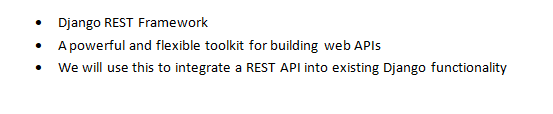 • Django REST Framework
• A powerful and flexible toolkit for building web APIs
• We will use this to integrate a REST API into existing Django functionality